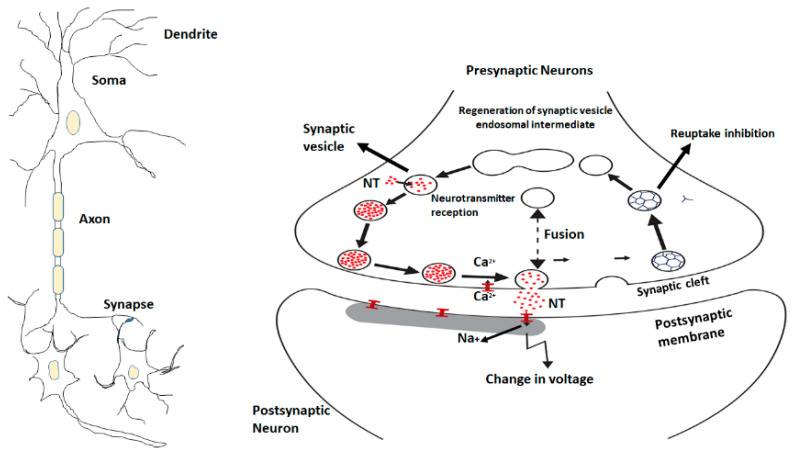 Dendrite
Soma
Axon
Synapse
Presynaptic Neurons
Regeneration of synaptic vesicle
endosomal intermediate
Synaptic
vesicle
Reuptake inhibition
NT
Neurotransmitter
reception
Fusion
Ca²⁺
Ca²⁺
NT
Synaptic cleft
Postsynaptic
membrane
Na+
Change in voltage
Postsynaptic
Neuron